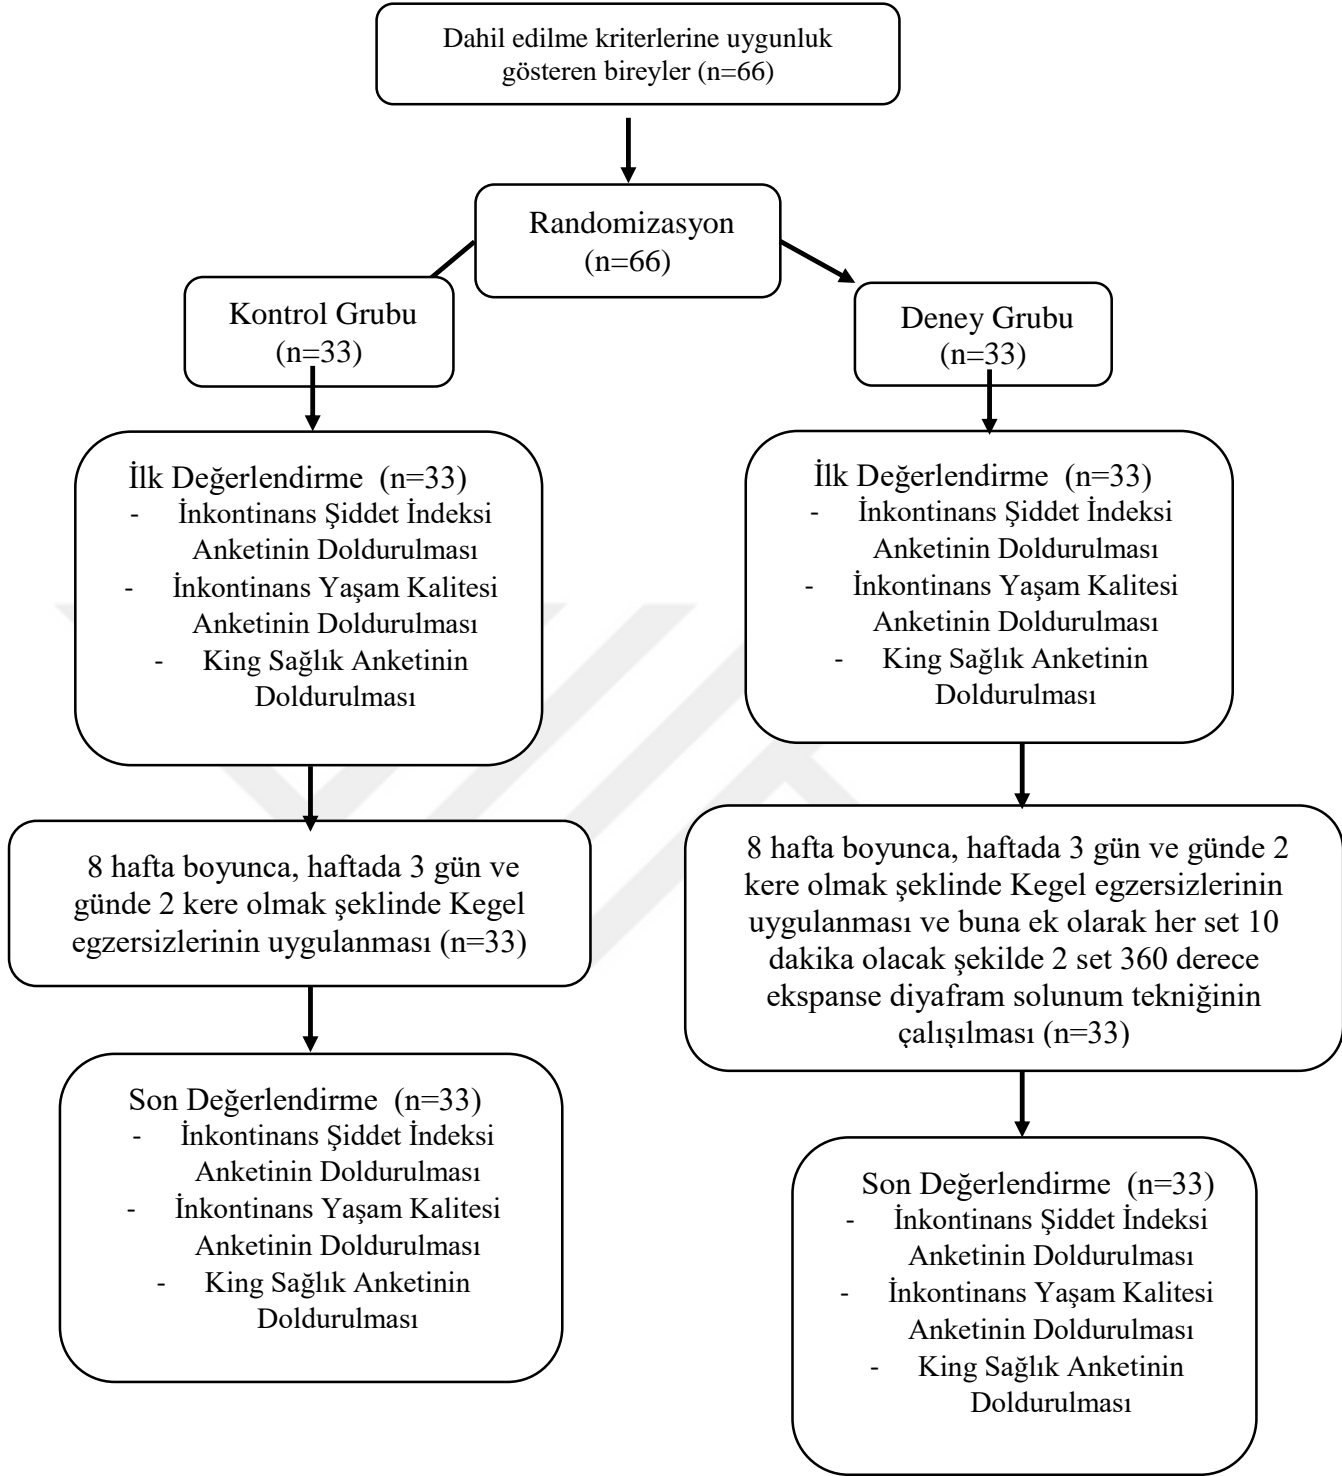 Dahil edilme kriterlerine uygunluk
gösteren bireyler (n=66)
Randomizasyon
(n=66)
Kontrol Grubu
(n=33)
Deney Grubu
(n=33)
İlk Değerlendirme (n=33)
- İnkontinans Şiddet İndeksi
Anketinin Doldurulması
- İnkontinans Yaşam Kalitesi
Anketinin Doldurulması
- King Sağlık Anketinin
Doldurulması
İlk Değerlendirme (n=33)
- İnkontinans Şiddet İndeksi
Anketinin Doldurulması
- İnkontinans Yaşam Kalitesi
Anketinin Doldurulması
- King Sağlık Anketinin
Doldurulması
8 hafta boyunca, haftada 3 gün ve
günde 2 kere olmak şeklinde Kegel
egzersizlerinin uygulanması (n=33)
8 hafta boyunca, haftada 3 gün ve günde 2
kere olmak şeklinde Kegel egzersizlerinin
uygulanması ve buna ek olarak her set 10
dakika olacak şekilde 2 set 360 derece
ekspanse diyafram solunum tekniğinin
çalışılması (n=33)
Son Değerlendirme (n=33)
- İnkontinans Şiddet İndeksi
Anketinin Doldurulması
- İnkontinans Yaşam Kalitesi
Anketinin Doldurulması
- King Sağlık Anketinin
Doldurulması
Son Değerlendirme (n=33)
- İnkontinans Şiddet İndeksi
Anketinin Doldurulması
- İnkontinans Yaşam Kalitesi
Anketinin Doldurulması
- King Sağlık Anketinin
Doldurulması